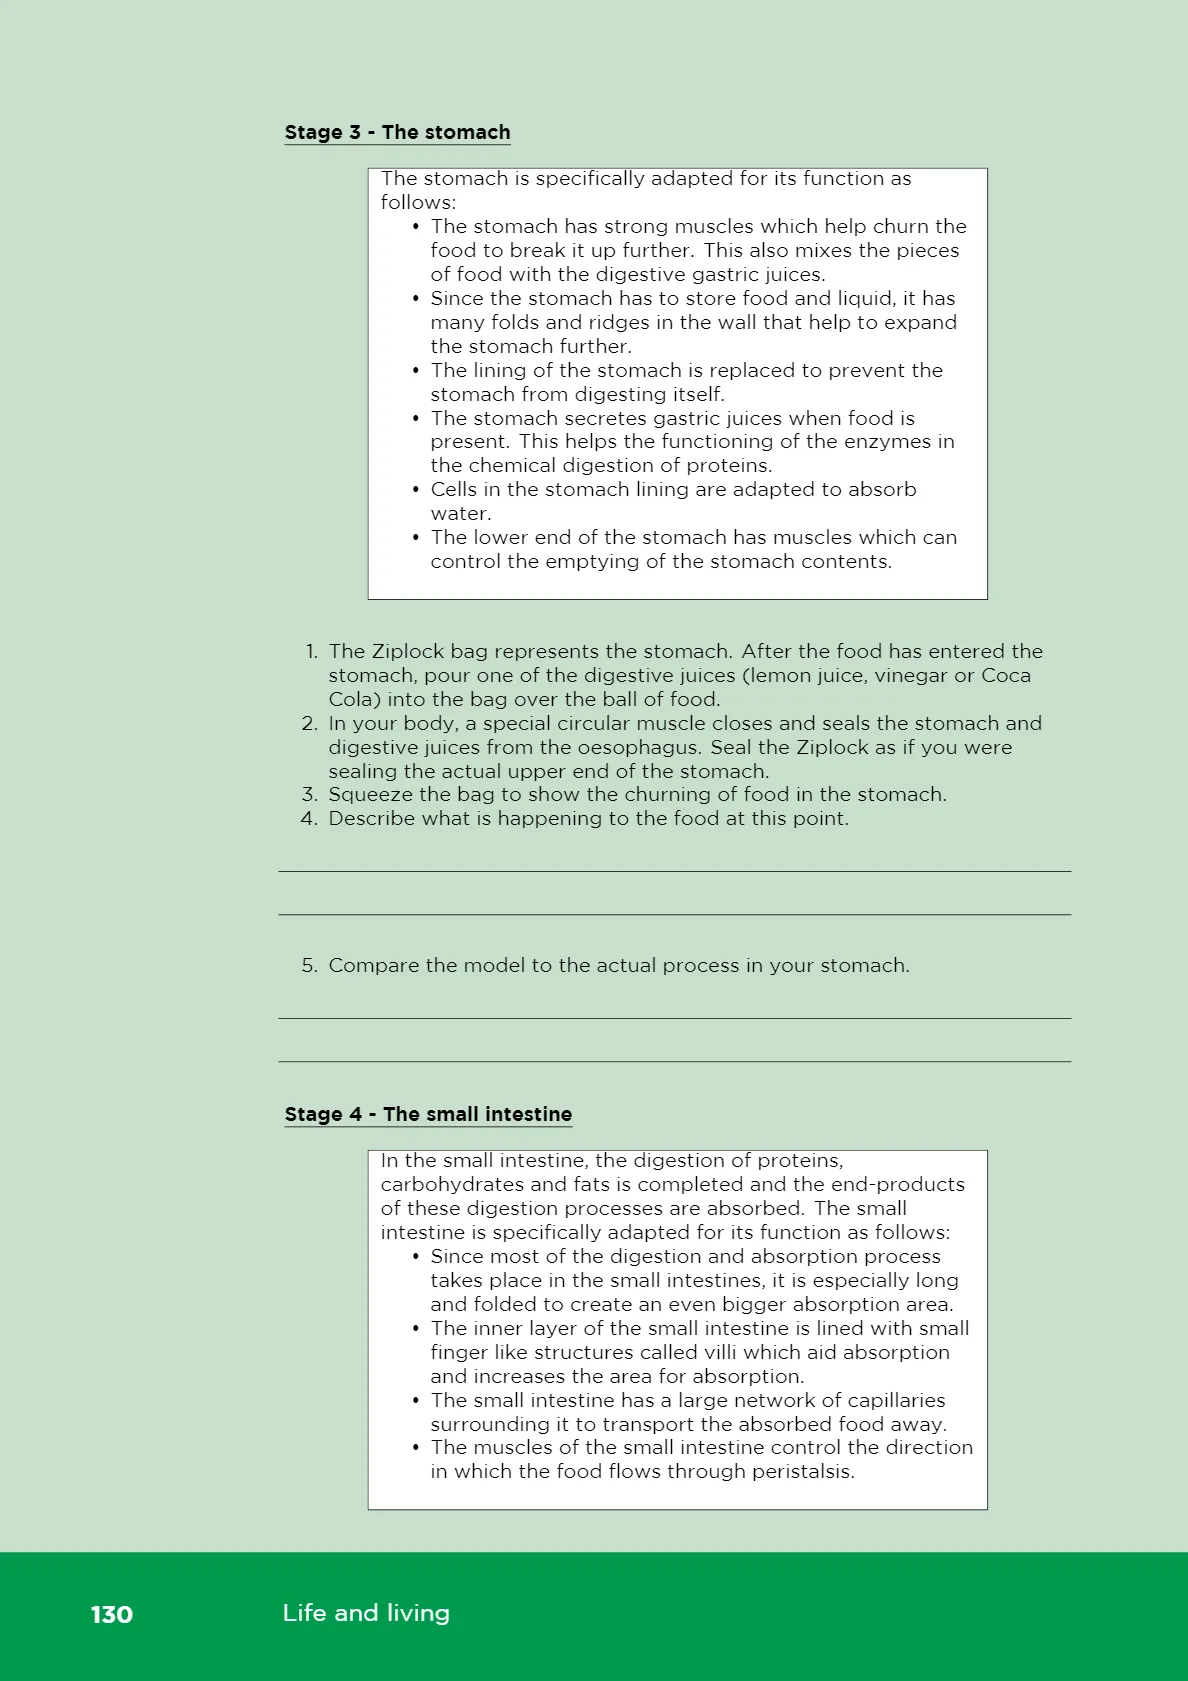 Stage 3 - The stomach
The stomach is specifically adapted for its function as
follows:
• The stomach has strong muscles which help churn the
food to break it up further. This also mixes the pieces
of food with the digestive gastric juices.
• Since the stomach has to store food and liquid, it has
many folds and ridges in the wall that help to expand
the stomach further.
• The lining of the stomach is replaced to prevent the
stomach from digesting itself.
• The stomach secretes gastric juices when food is
present. This helps the functioning of the enzymes in
the chemical digestion of proteins.
• Cells in the stomach lining are adapted to absorb
water.
• The lower end of the stomach has muscles which can
control the emptying of the stomach contents.
1. The Ziplock bag represents the stomach. After the food has entered the
stomach, pour one of the digestive juices (lemon juice, vinegar or Coca
Cola) into the bag over the ball of food.
2. In your body, a special circular muscle closes and seals the stomach and
digestive juices from the oesophagus. Seal the Ziplock as if you were
sealing the actual upper end of the stomach.
3. Squeeze the bag to show the churning of food in the stomach.
4. Describe what is happening to the food at this point.
5. Compare the model to the actual process in your stomach.
Stage 4 - The small intestine
In the small intestine, the digestion of proteins,
carbohydrates and fats is completed and the end-products
of these digestion processes are absorbed. The small
intestine is specifically adapted for its function as follows:
• Since most of the digestion and absorption process
takes place in the small intestines, it is especially long
and folded to create an even bigger absorption area.
• The inner layer of the small intestine is lined with small
finger like structures called villi which aid absorption
and increases the area for absorption.
• The small intestine has a large network of capillaries
surrounding it to transport the absorbed food away.
• The muscles of the small intestine control the direction
in which the food flows through peristalsis.
130 Life and living